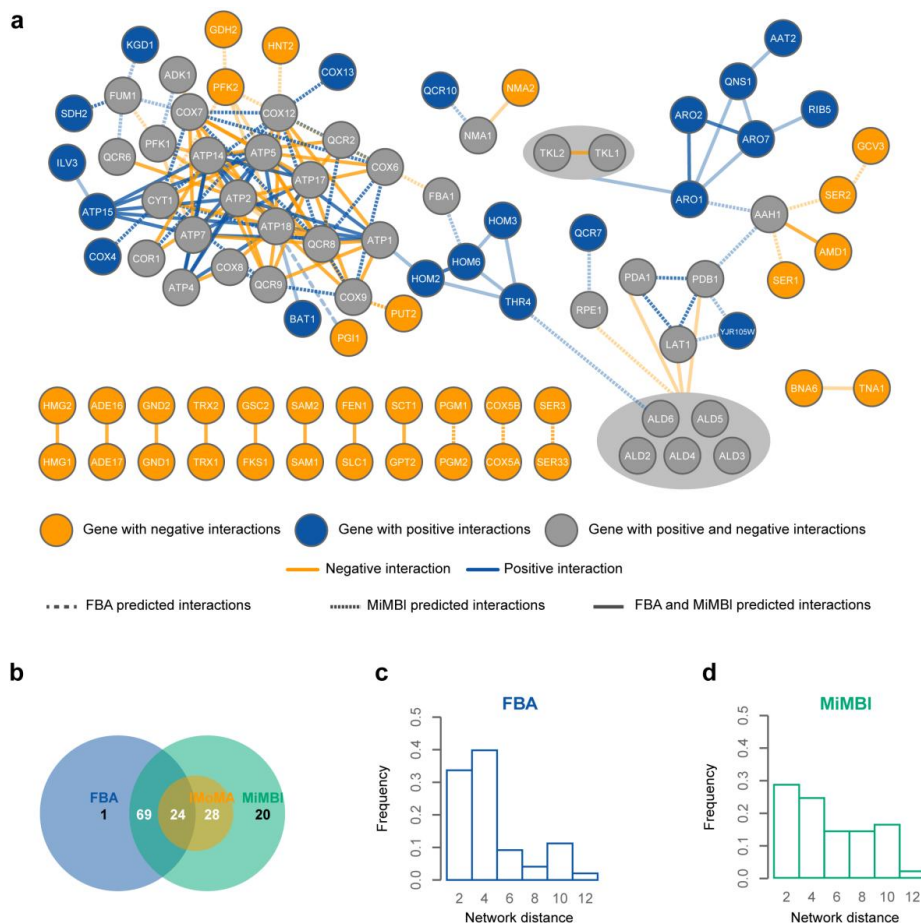 a
GDH2
HNT2
KGD1
ADK1
PFK2
COX13
AAT2
FUM1
COX7
COX12
QCR10
NMA2
QNS1
SDH2
PFK1
QCR2
NMA1
ARO2
RIB5
QCR6
ATP14
ATP5
COX6
TKL2
TKL1
ARO7
GCV3
ILV3
ATP17
FBA1
SER2
ATP15
CYT1
ATP2
ARO1
AAH1
ATP7
ATP18
QCR8
ATP1
HOM3
QCR7
AMD1
COX4
COR1
COX8
HOM6
PDA1
PDB1
SER1
ATP4
QCR9
COX9
HOM2
THR4
RPE1
BAT1
PUT2
LAT1
YJR105W
PGI1
BNA6
TNA1
HMG2
ADE16
GND2
TRX2
GSC2
SAM2
FEN1
SCT1
PGM1
COX5B
SER3
ALD6
ALD5
HMG1
ADE17
GND1
TRX1
FKS1
SAM1
SLC1
GPT2
PGM2
COX5A
SER33
ALD2
ALD4
ALD3
Gene with negative interactions
Gene with positive interactions
Gene with positive and negative interactions
Negative interaction
Positive interaction
FBA predicted interactions
MiMBl predicted interactions
FBA and MiMBl predicted interactions
b
FBA
iMoMA
MiMBl
1
69
24
28
20
c
FBA
Frequency
0.5
0.4
0.3
0.2
0.1
0.0
2 4 6 8 10 12
Network distance
d
MiMBl
Frequency
0.5
0.4
0.3
0.2
0.1
0.0
2 4 6 8 10 12
Network distance